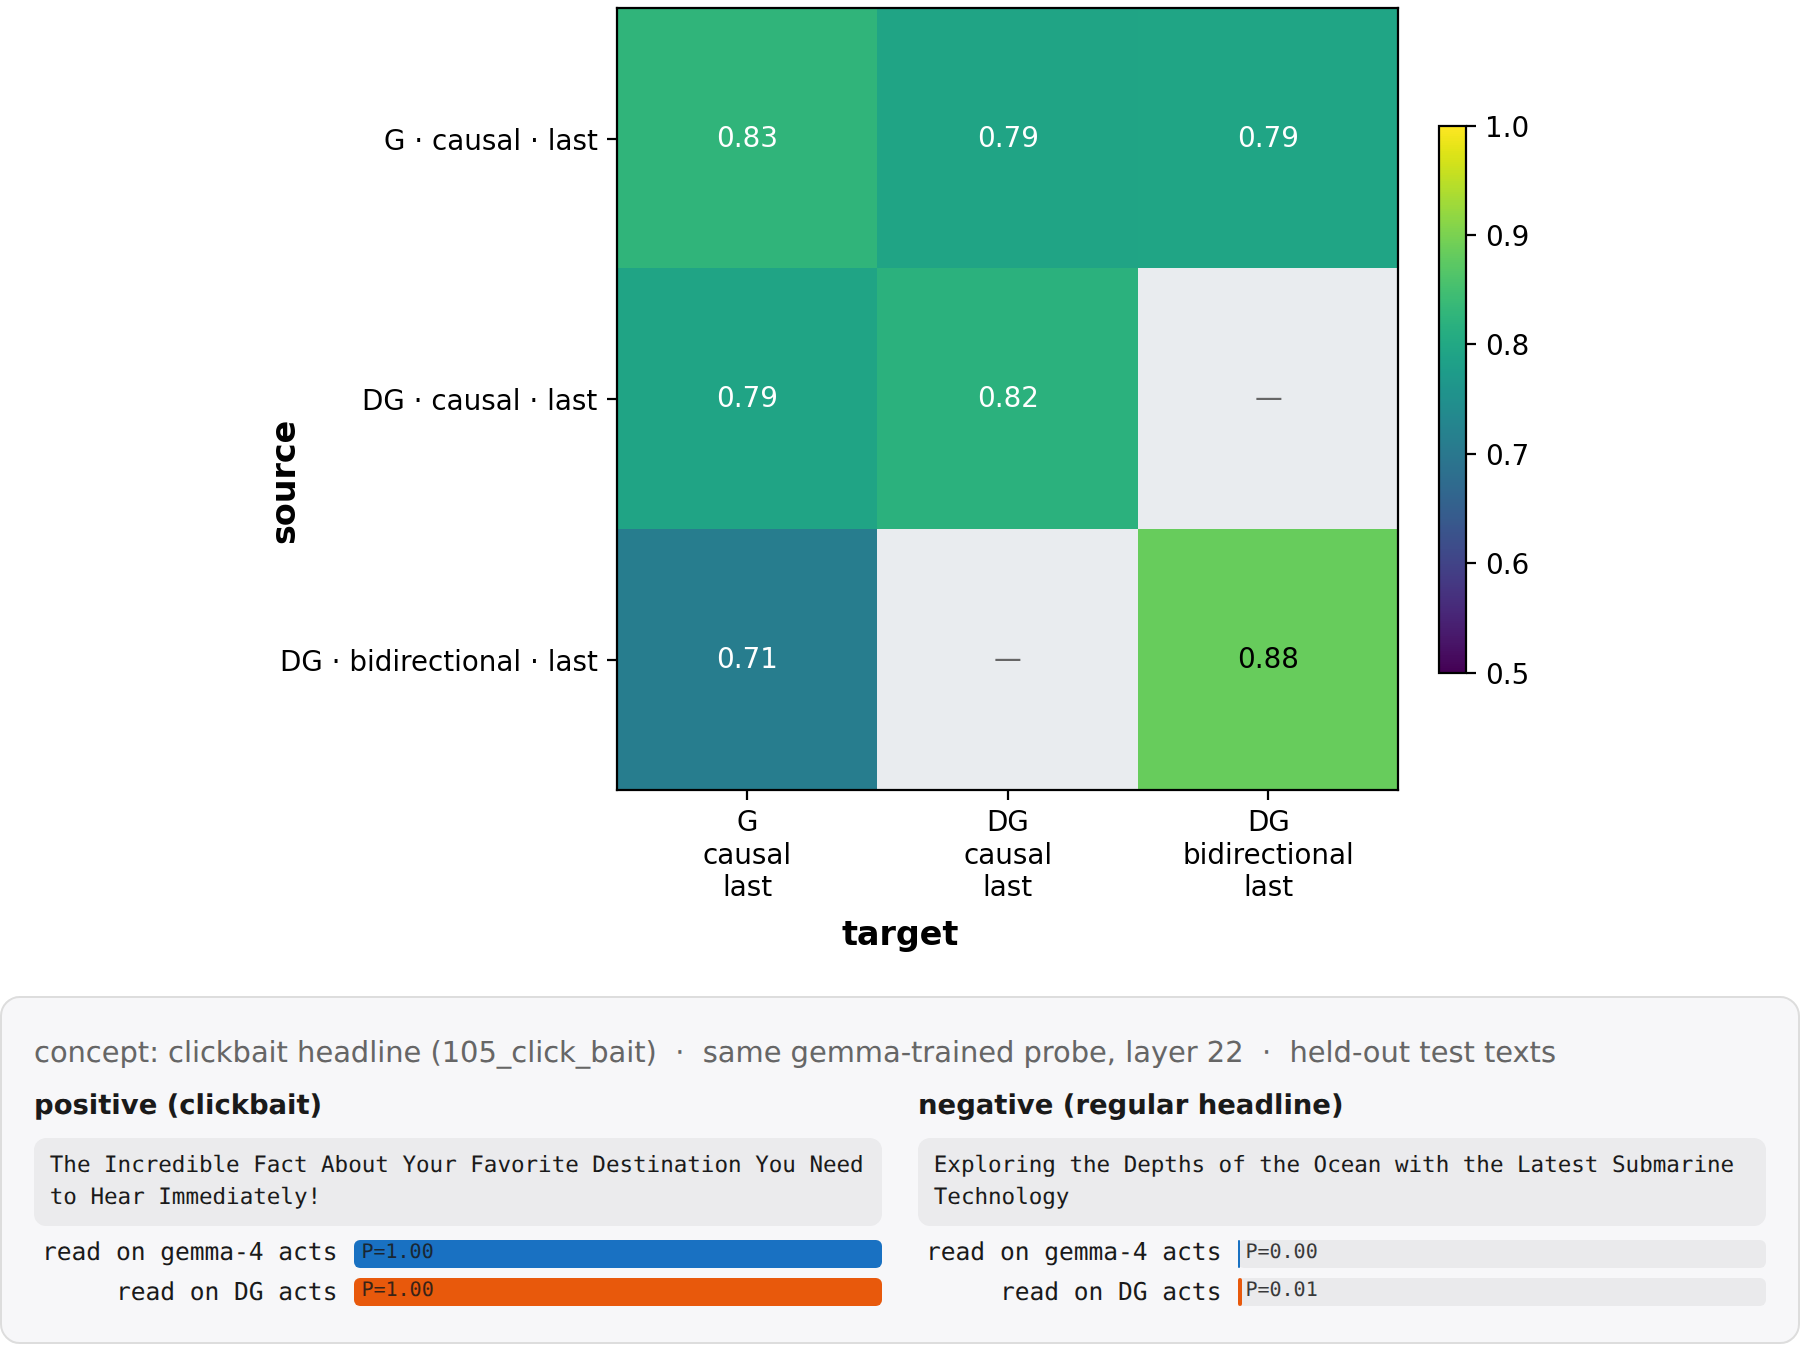 G · causal · last
0.83
0.79
0.79
DG · causal · last
0.79
0.82
—
DG · bidirectional · last
0.71
—
0.88
source
G
causal
last
DG
causal
last
DG
bidirectional
last
target
1.0
0.9
0.8
0.7
0.6
0.5
concept: clickbait headline (105_click_bait) · same gemma-trained probe, layer 22 · held-out test texts
positive (clickbait)
The Incredible Fact About Your Favorite Destination You Need
to Hear Immediately!
read on gemma-4 acts P=1.00
read on DG acts P=1.00
negative (regular headline)
Exploring the Depths of the Ocean with the Latest Submarine
Technology
read on gemma-4 acts P=0.00
read on DG acts P=0.01